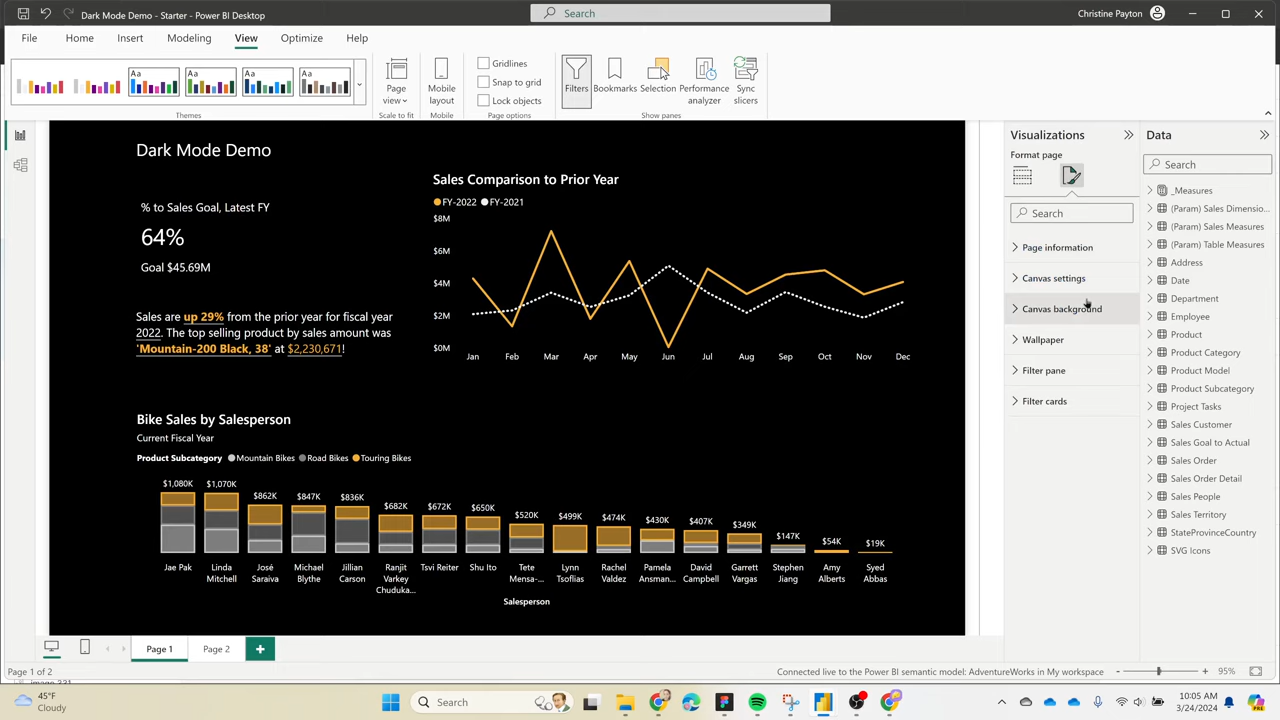 Dark Mode Demo - Starter - Power BI Desktop
Search
Christine Payton
File
Home
Insert
Modeling
View
Optimize
Help
Aa
Aa
Aa
Aa
Themes
Page
view
Scale to fit
Mobile
layout
Mobile
Gridlines
Snap to grid
Lock objects
Page options
Filters
Bookmarks
Selection
Performance
analyzer
Sync
slicers
Show panes
Dark Mode Demo
% to Sales Goal, Latest FY
64%
Goal $45.69M
Sales are up 29% from the prior year for fiscal year
2022. The top selling product by sales amount was
'Mountain-200 Black, 38' at $2,230,671!
Sales Comparison to Prior Year
FY-2022 FY-2021
$8M
$6M
$4M
$2M
$0M
Jan Feb Mar Apr May Jun Jul Aug Sep Oct Nov Dec
Bike Sales by Salesperson
Current Fiscal Year
Product Subcategory Mountain Bikes Road Bikes Touring Bikes
$1,080K $1,070K $862K $847K $836K $682K $672K $650K $520K $499K $474K $430K $407K $349K $147K $54K $19K
Jae Pak
Linda
Mitchell
José
Saraiva
Michael
Blythe
Jillian
Carson
Ranjit
Varkey
Chuduka...
Tsvi Reiter
Shu Ito
Tete
Mensa-...
Lynn
Tsoflias
Rachel
Valdez
Pamela
Ansman...
David
Campbell
Garrett
Vargas
Stephen
Jiang
Amy
Alberts
Syed
Abbas
Salesperson
Visualizations
Format page
Search
Page information
Canvas settings
Canvas background
Wallpaper
Filter pane
Filter cards
Data
Search
_Measures
(Param) Sales Dimensio...
(Param) Sales Measures
(Param) Table Measures
Address
Date
Department
Employee
Product
Product Category
Product Model
Product Subcategory
Project Tasks
Sales Customer
Sales Goal to Actual
Sales Order
Sales Order Detail
Sales People
Sales Territory
StateProvinceCountry
SVG Icons
Page 1
Page 2
Page 1 of 2
Connected live to the Power BI semantic model: AdventureWorks in My workspace
95%
45°F
Cloudy
Search
10:05 AM
3/24/2024